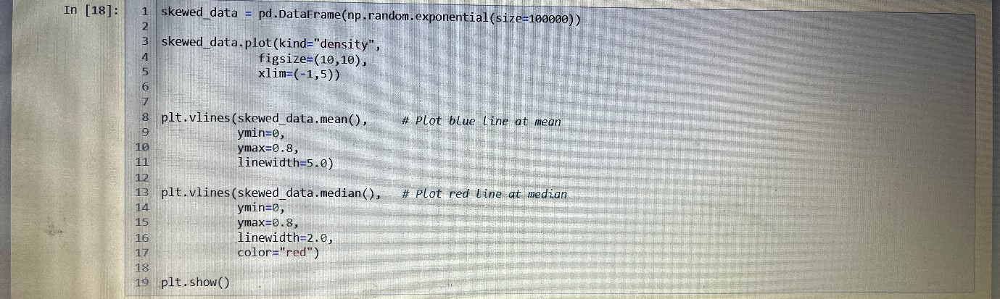 In [18]:
1 skewed_data = pd.DataFrame(np.random.exponential(size=100000))
2
3 skewed_data.plot(kind="density",
4               figsize=(10,10),
5               xlim=(-1,5))
6
7
8 plt.vlines(skewed_data.mean(),     # Plot blue line at mean
9            ymin=0,
10            ymax=0.8,
11            linewidth=5.0)
12
13 plt.vlines(skewed_data.median(),   # Plot red line at median
14            ymin=0,
15            ymax=0.8,
16            linewidth=2.0,
17            color="red")
18
19 plt.show()